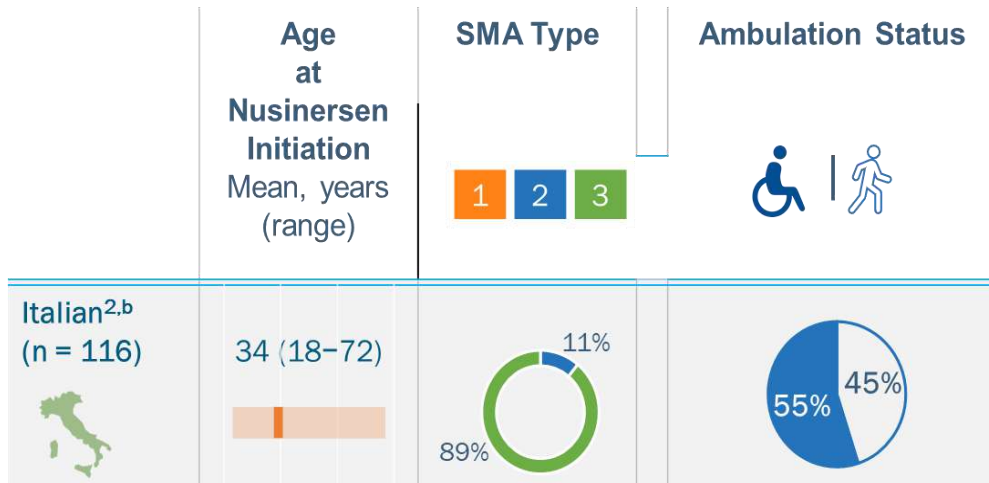 Age
at
Nusinersen
Initiation
Mean, years
(range)
SMA Type
1 2 3
Ambulation Status
Italian2,b
(n = 116)
34 (18–72)
11%
89%
55%
45%